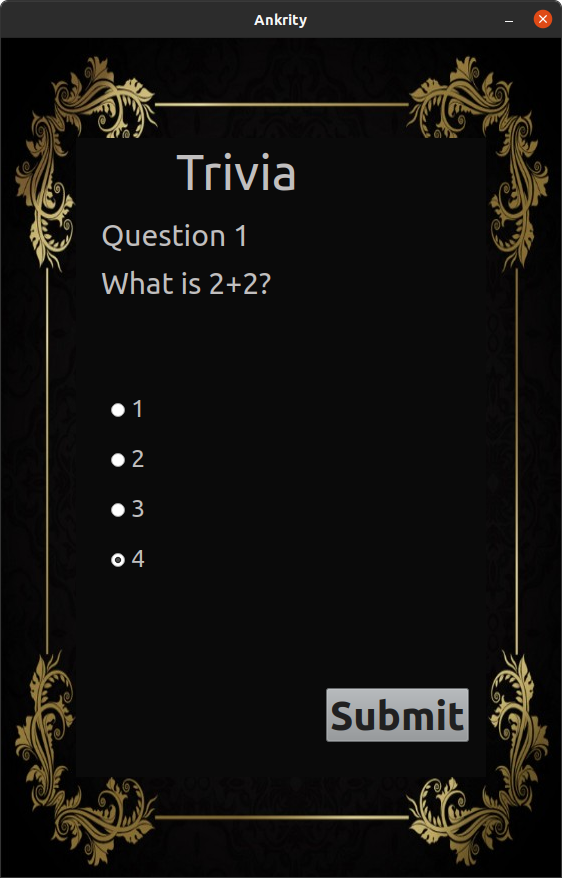 Ankrity
Trivia
Question 1
What is 2+2?
1
2
3
4
Submit